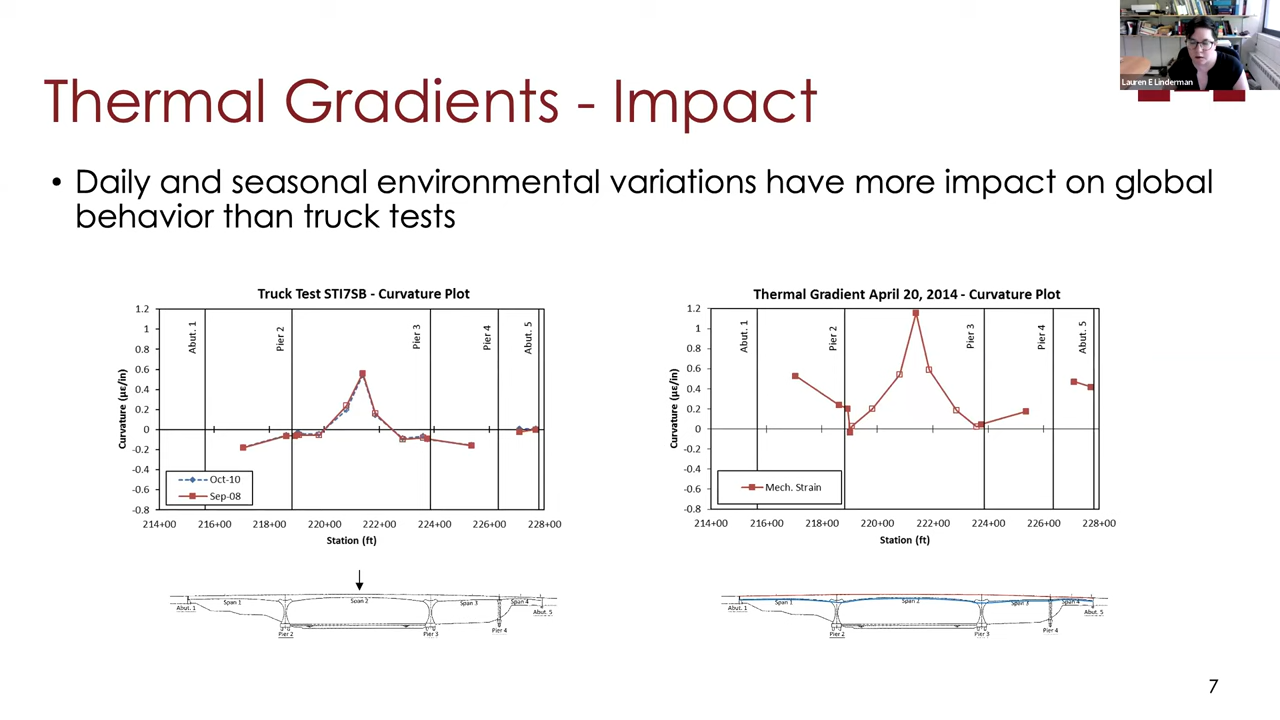 Lauren E Linderman
Thermal Gradients - Impact
• Daily and seasonal environmental variations have more impact on global
behavior than truck tests
Truck Test STI7SB - Curvature Plot
1.2
1
0.8
0.6
0.4
0.2
0
-0.2
-0.4
-0.6
-0.8
Curvature (µε/in)
Abut. 1
Pier 2
Pier 3
Pier 4
Abut. 5
Oct-10
Sep-08
214+00 216+00 218+00 220+00 222+00 224+00 226+00 228+00
Station (ft)
Thermal Gradient April 20, 2014 - Curvature Plot
1.2
1
0.8
0.6
0.4
0.2
0
-0.2
-0.4
-0.6
-0.8
Curvature (µε/in)
Abut. 1
Pier 2
Pier 3
Pier 4
Abut. 5
Mech. Strain
214+00 216+00 218+00 220+00 222+00 224+00 226+00 228+00
Station (ft)
Abut. 1
Span 1
Span 2
Span 3
Span 4
Abut. 5
Pier 2
Pier 3
Pier 4
Abut. 1
Span 1
Span 2
Span 3
Span 4
Abut. 5
Pier 2
Pier 3
Pier 4
7